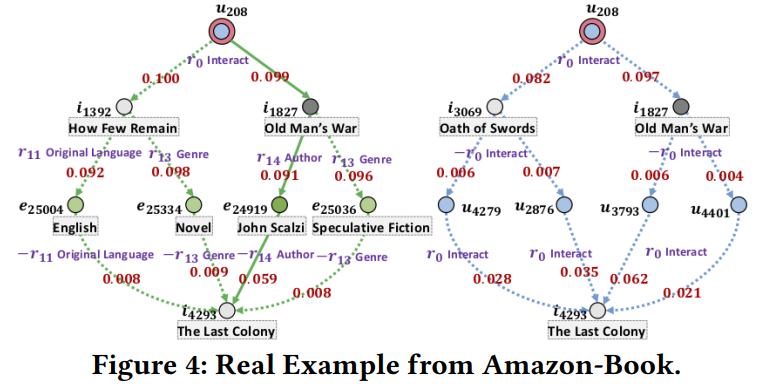 u208 u208
r0 Interact r0 Interact
0.100 0.099 0.082 0.097
i1392 i1827 i3069 i1827
How Few Remain Old Man's War Oath of Swords Old Man's War
r11 Original Language r13 Genre r14 Author r13 Genre −r0 Interact −r0 Interact
0.092 0.098 0.091 0.096 0.006 0.007 0.006 0.004
e25004 e25334 e24919 e25036 u4279 u2876 u3793 u4401
English Novel John Scalzi Speculative Fiction
−r11 Original Language −r13 Genre −r14 Author −r13 Genre r0 Interact r0 Interact r0 Interact
0.008 0.009 0.059 0.008 0.028 0.035 0.062 0.021
i4293 i4293
The Last Colony The Last Colony
Figure 4: Real Example from Amazon-Book.